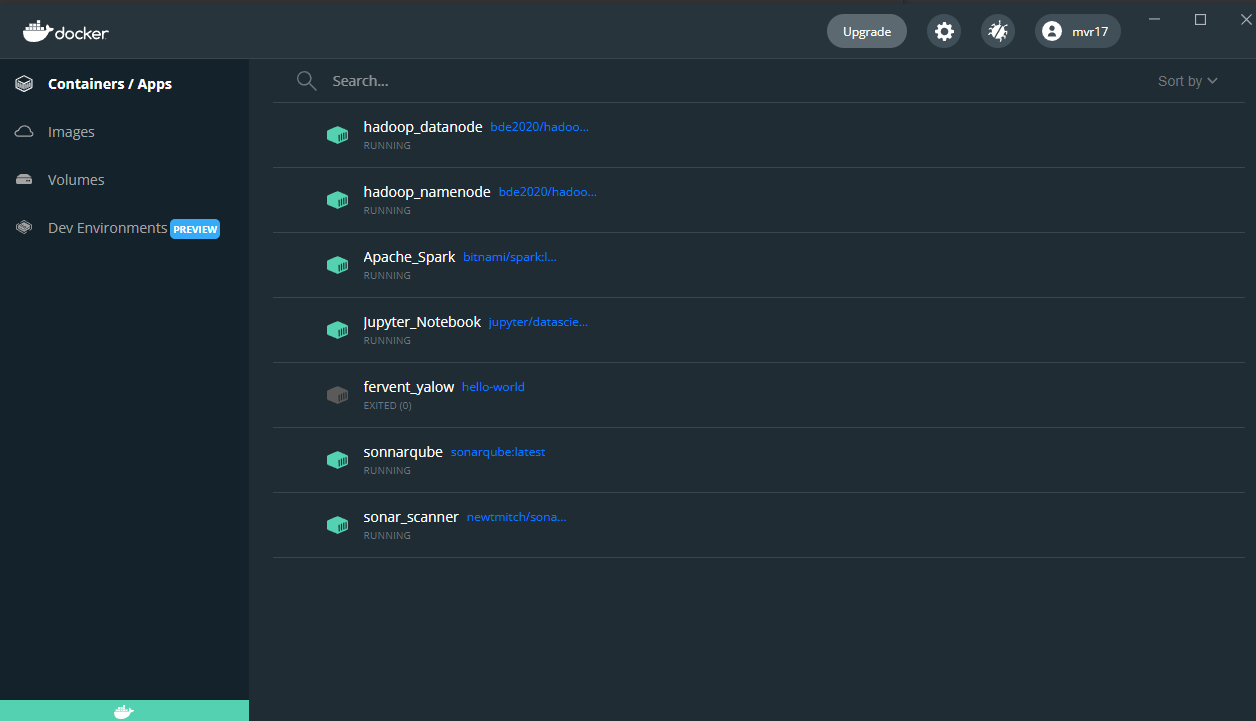 docker
Upgrade
mvr17
Containers / Apps
Images
Volumes
Dev Environments PREVIEW
Search...
Sort by
hadoop_datanode bde2020/hadoo...
RUNNING
hadoop_namenode bde2020/hadoo...
RUNNING
Apache_Spark bitnami/spark:l...
RUNNING
Jupyter_Notebook jupyter/datascie...
RUNNING
fervent_yalow hello-world
EXITED (0)
sonnarqube sonarqube:latest
RUNNING
sonar_scanner newtmitch/sona...
RUNNING